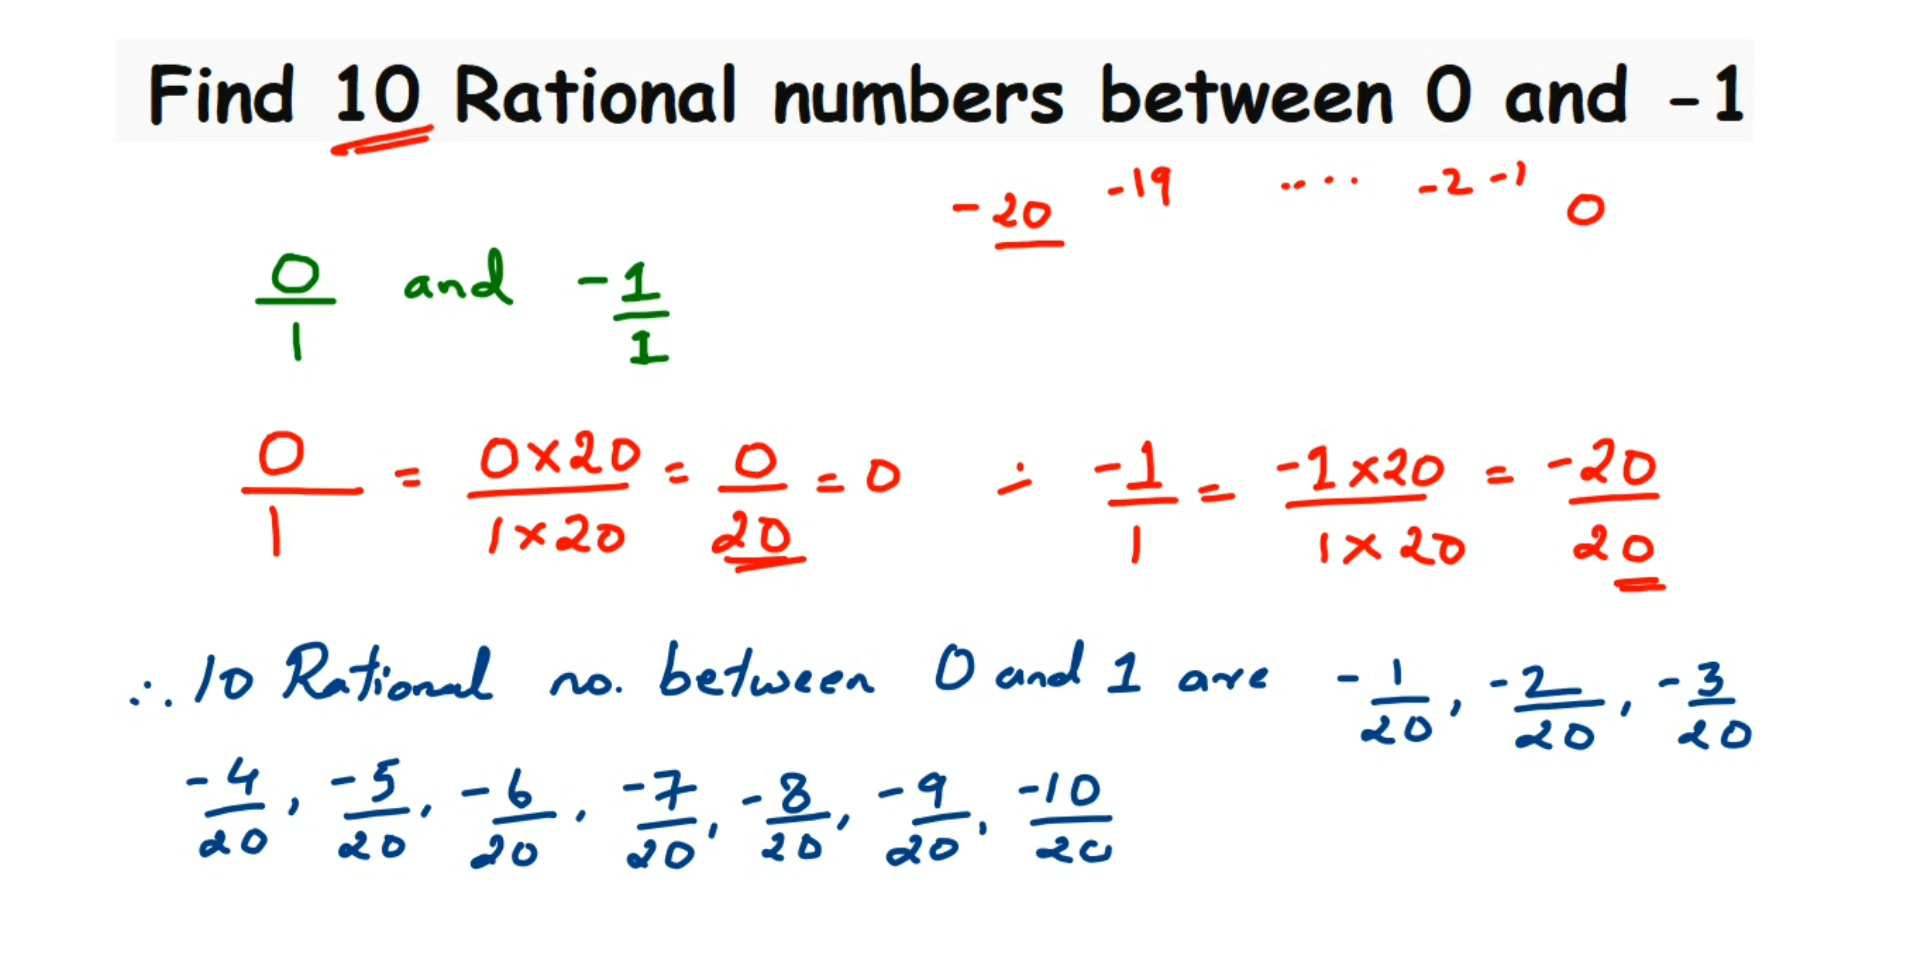 Find 10 Rational numbers between 0 and -1
-20 -19 .... -2 -1 0
0/1 and -1/1
0/1 = 0×20/1×20 = 0/20 = 0 ÷ -1/1 = -1×20/1×20 = -20/20
∴ 10 Rational no. between 0 and 1 are -1/20, -2/20, -3/20
-4/20, -5/20, -6/20, -7/20, -8/20, -9/20, -10/20